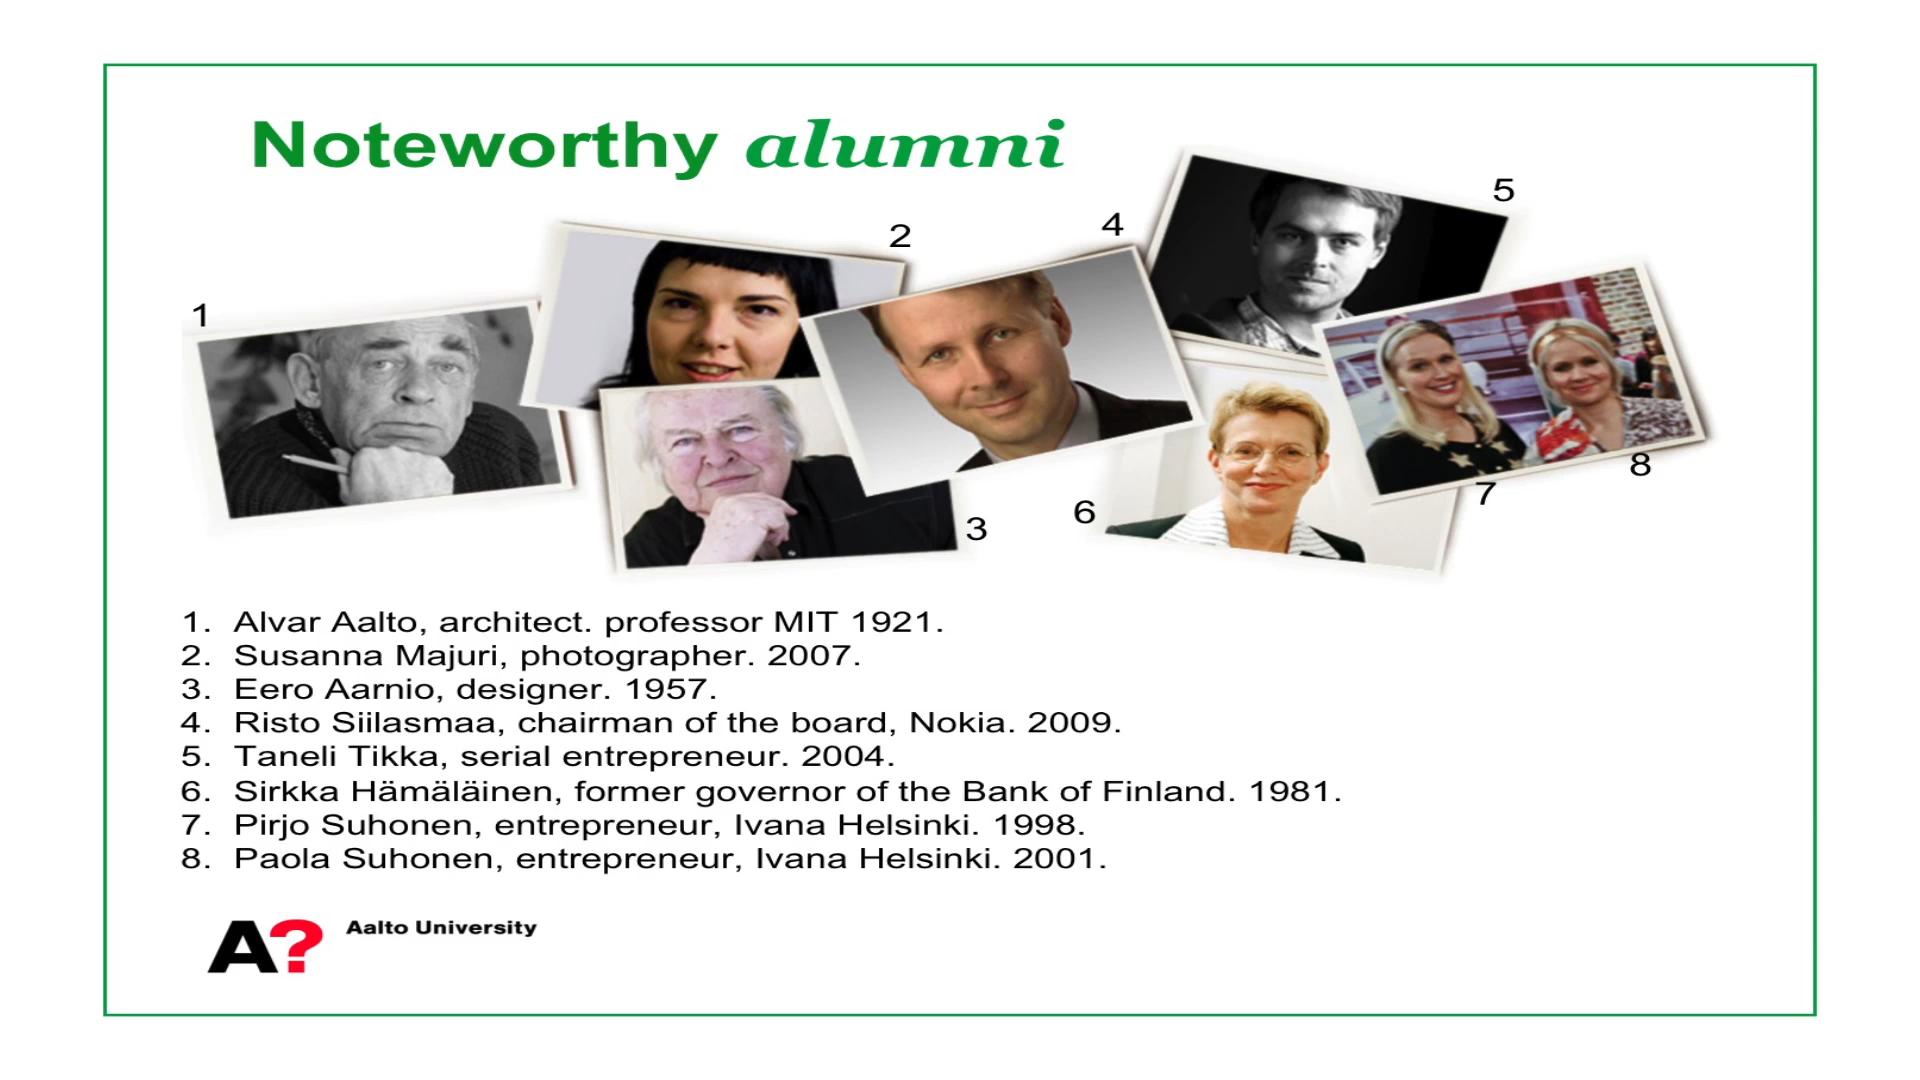 Noteworthy alumni
5
4
2
1
8
7
6
3
1. Alvar Aalto, architect. professor MIT 1921.
2. Susanna Majuri, photographer. 2007.
3. Eero Aarnio, designer. 1957.
4. Risto Siilasmaa, chairman of the board, Nokia. 2009.
5. Taneli Tikka, serial entrepreneur. 2004.
6. Sirkka Hämäläinen, former governor of the Bank of Finland. 1981.
7. Pirjo Suhonen, entrepreneur, Ivana Helsinki. 1998.
8. Paola Suhonen, entrepreneur, Ivana Helsinki. 2001.
A? Aalto University